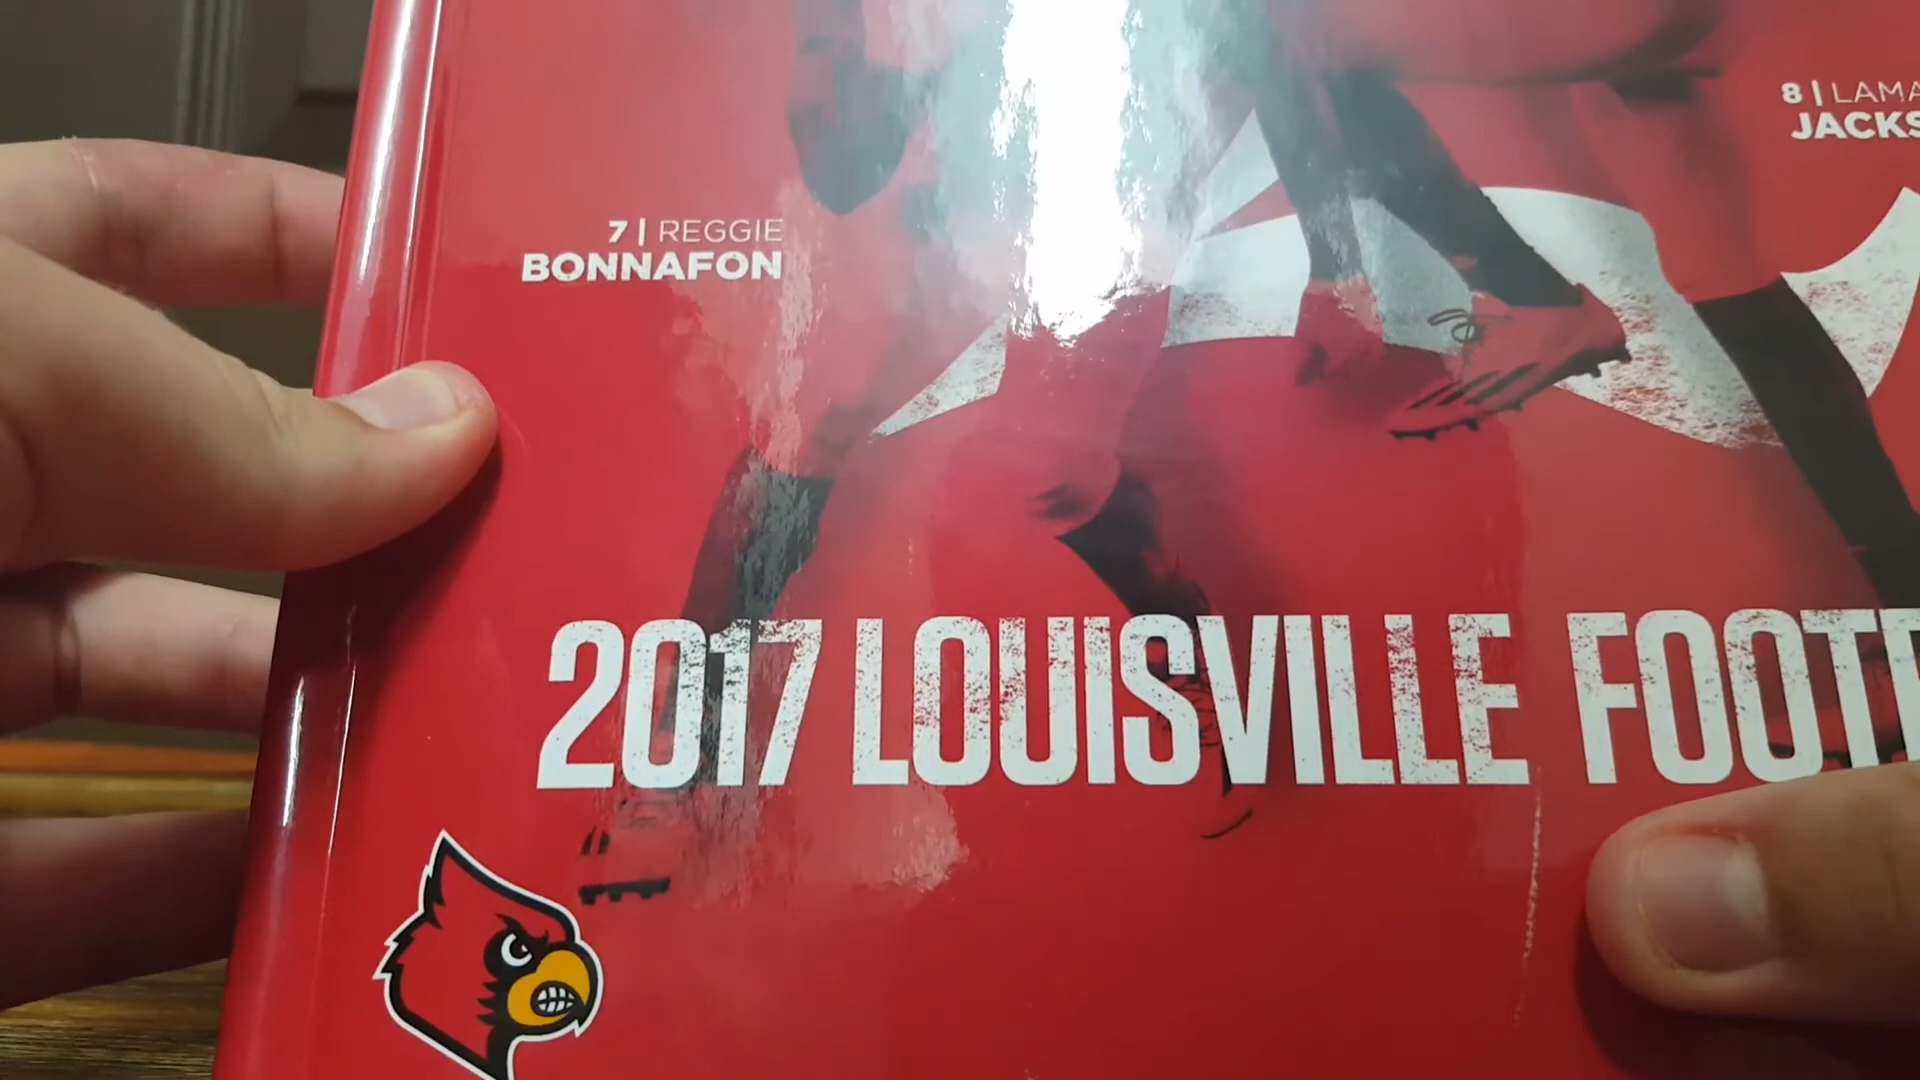 8 | LAMA
JACKS
7 | REGGIE
BONNAFON
2017 LOUISVILLE FOOT